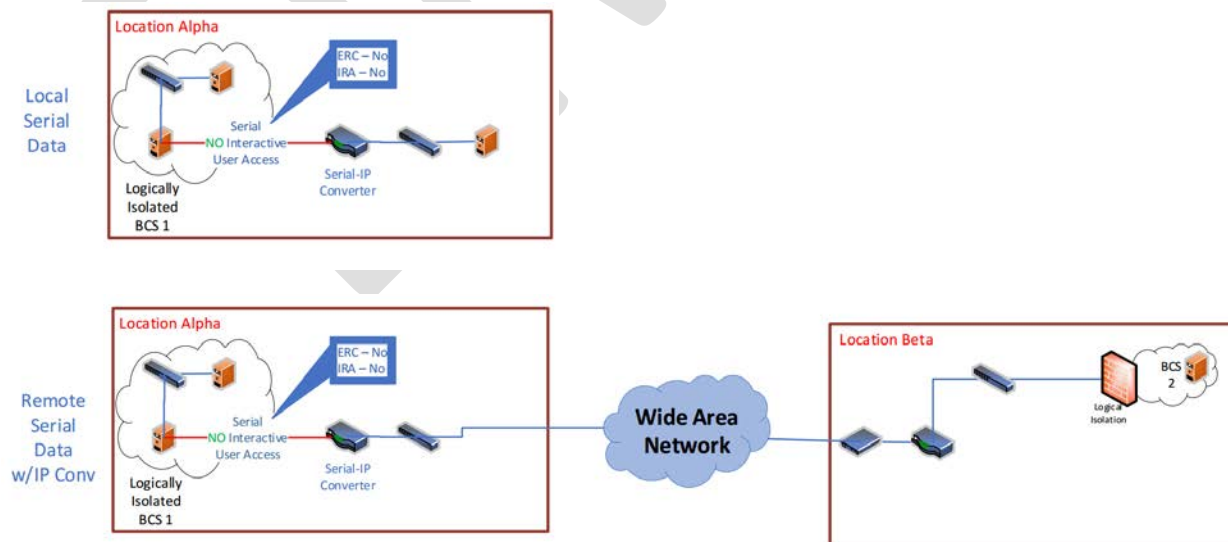 Local
Serial
Data
Location Alpha
ERC – No
IRA – No
Serial
NO Interactive
User Access
Serial-IP
Converter
Logically
Isolated
BCS 1
Remote
Serial
Data
w/IP Conv
Location Alpha
ERC – No
IRA – No
Serial
NO Interactive
User Access
Serial-IP
Converter
Logically
Isolated
BCS 1
Wide Area
Network
Location Beta
BCS
2
Logical
Isolation